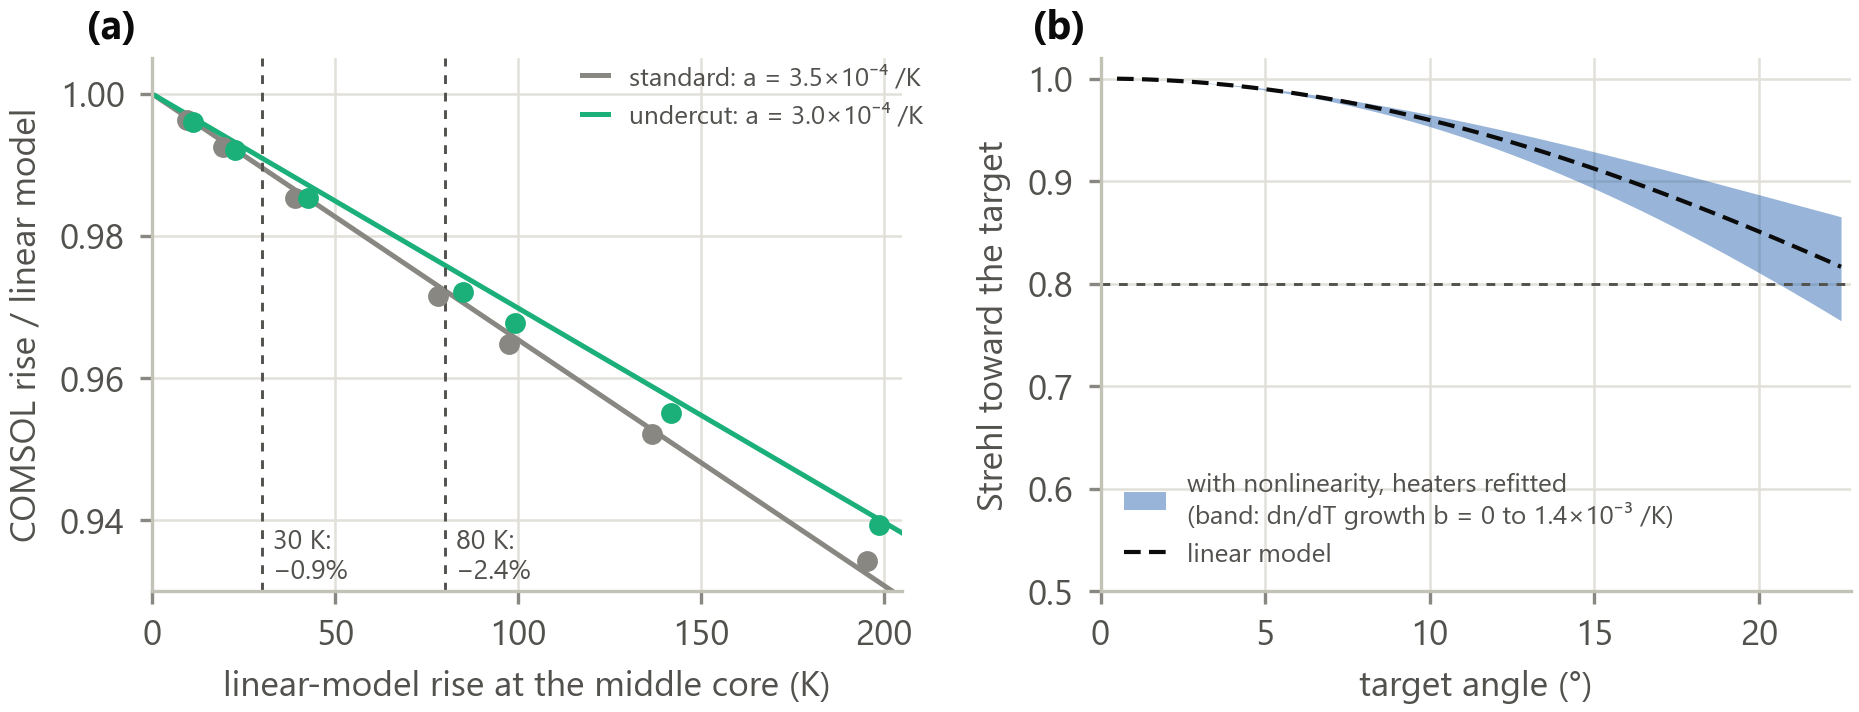 (a)
COMSOL rise / linear model
1.00
0.98
0.96
0.94
standard: a = 3.5×10⁻⁴ /K
undercut: a = 3.0×10⁻⁴ /K
30 K:
−0.9%
80 K:
−2.4%
0
50
100
150
200
linear-model rise at the middle core (K)
(b)
Strehl toward the target
1.0
0.9
0.8
0.7
0.6
0.5
with nonlinearity, heaters refitted
(band: dn/dT growth b = 0 to 1.4×10⁻³ /K)
linear model
0
5
10
15
20
target angle (°)